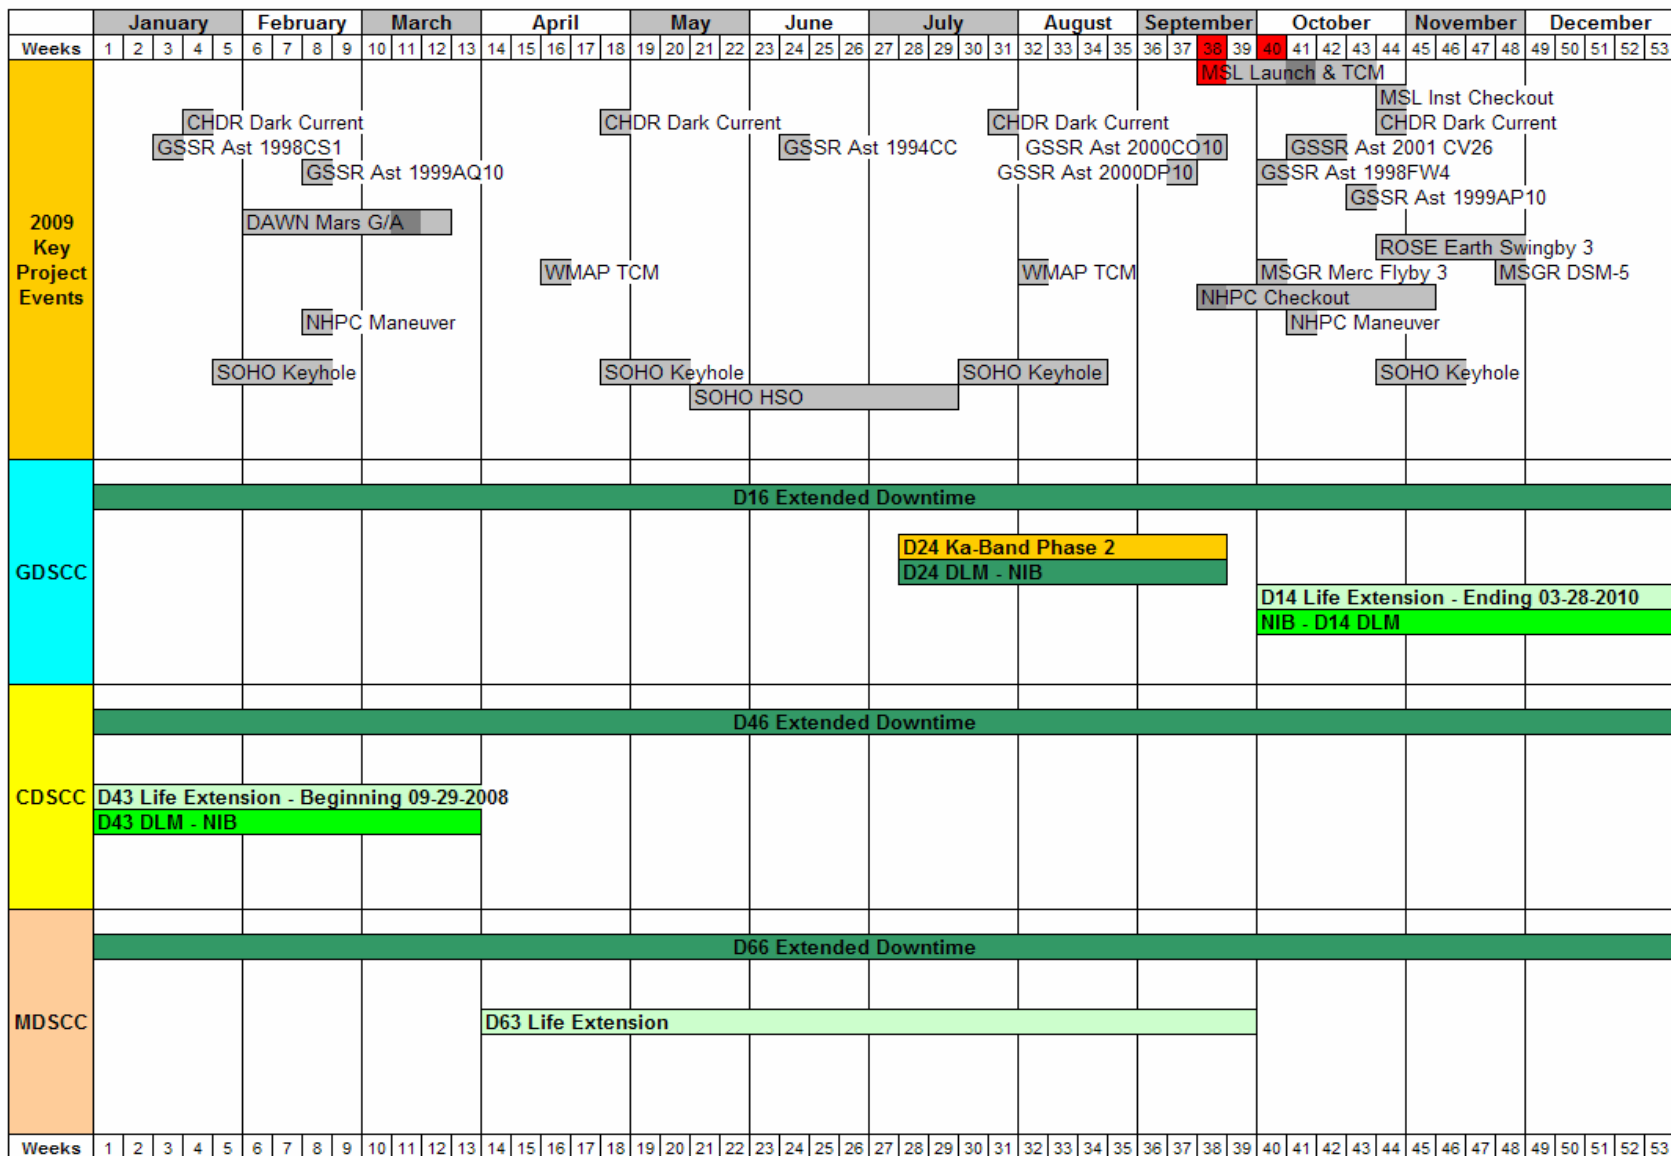 January February March April May June July August September October November December
Weeks 1 2 3 4 5 6 7 8 9 10 11 12 13 14 15 16 17 18 19 20 21 22 23 24 25 26 27 28 29 30 31 32 33 34 35 36 37 38 39 40 41 42 43 44 45 46 47 48 49 50 51 52 53
MSL Launch & TCM
MSL Inst Checkout
CHDR Dark Current CHDR Dark Current CHDR Dark Current CHDR Dark Current
GSSR Ast 1998CS1 GSSR Ast 1994CC GSSR Ast 2000CO10 GSSR Ast 2001 CV26
GSSR Ast 1999AQ10 GSSR Ast 2000DP10 GSSR Ast 1998FW4
GSSR Ast 1999AP10
2009
Key
Project
Events
DAWN Mars G/A
ROSE Earth Swingby 3
WMAP TCM WMAP TCM MSGR Merc Flyby 3 MSGR DSM-5
NHPC Checkout
NHPC Maneuver NHPC Maneuver
SOHO Keyhole SOHO Keyhole SOHO Keyhole SOHO Keyhole
SOHO HSO
GDSCC
D16 Extended Downtime
D24 Ka-Band Phase 2
D24 DLM - NIB
D14 Life Extension - Ending 03-28-2010
NIB - D14 DLM
CDSCC
D46 Extended Downtime
D43 Life Extension - Beginning 09-29-2008
D43 DLM - NIB
MDSCC
D66 Extended Downtime
D63 Life Extension
Weeks 1 2 3 4 5 6 7 8 9 10 11 12 13 14 15 16 17 18 19 20 21 22 23 24 25 26 27 28 29 30 31 32 33 34 35 36 37 38 39 40 41 42 43 44 45 46 47 48 49 50 51 52 53